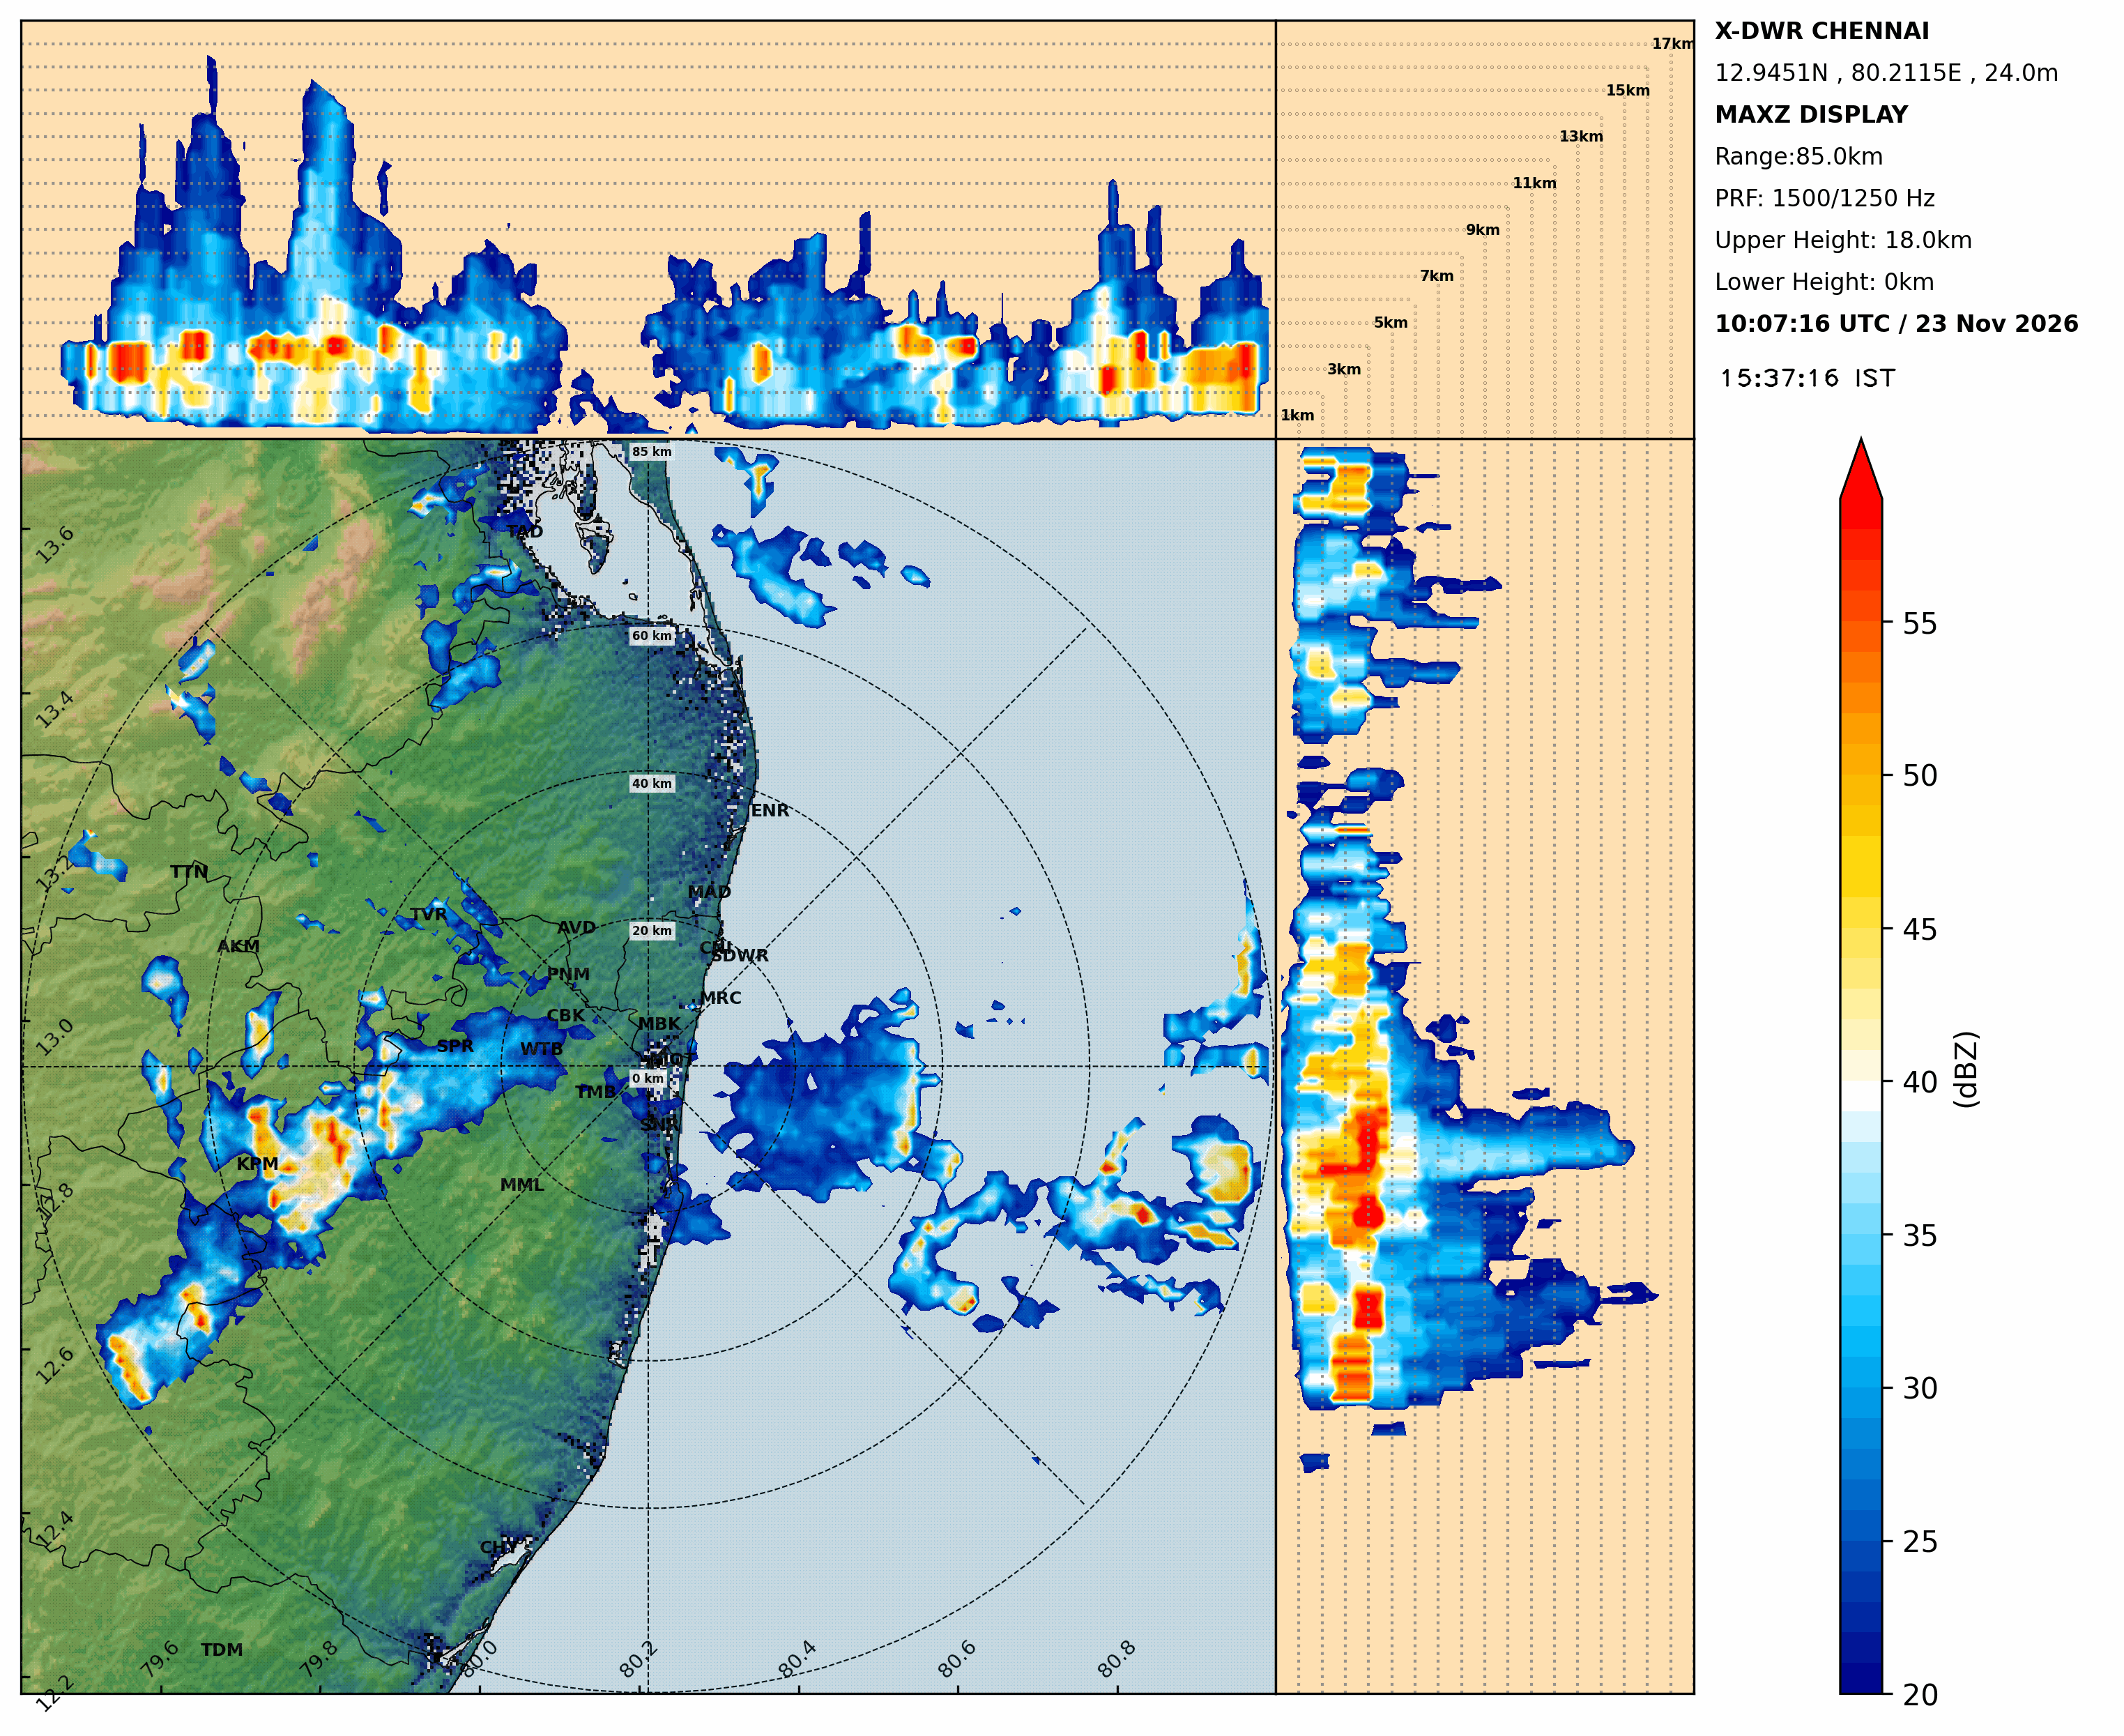 X-DWR CHENNAI
12.9451N , 80.2115E , 24.0m
MAXZ DISPLAY
Range:85.0km
PRF: 1500/1250 Hz
Upper Height: 18.0km
Lower Height: 0km
10:07:16 UTC / 23 Nov 2026
15:37:16 IST
17km
15km
13km
11km
9km
7km
5km
3km
1km
85 km
60 km
40 km
20 km
0 km
TAD
ENR
TTN
MAD
TVR
AVD
AKM
SDWR
PNM
MRC
CBK
MBK
SPR
WTB
TMB
SNR
KPM
MML
CHY
TDM
13.6
13.4
13.2
13.0
12.8
12.6
12.4
12.2
79.6
79.8
80.0
80.2
80.4
80.6
80.8
55
50
45
40
35
30
25
20
(dBZ)